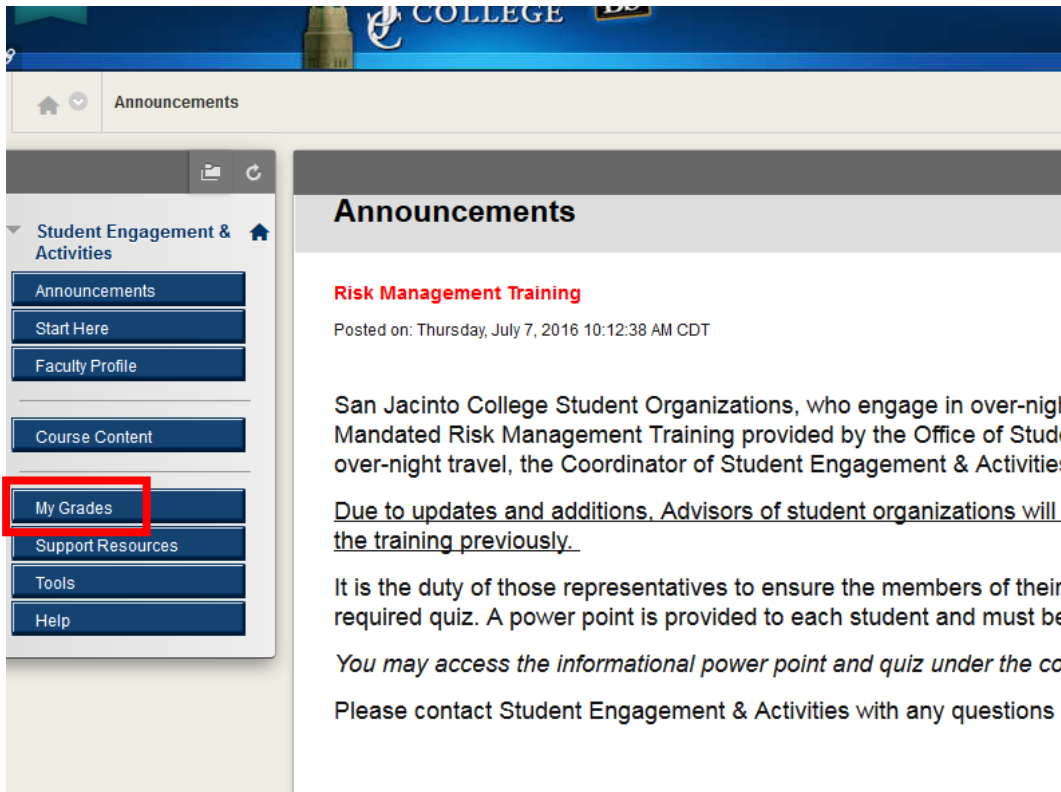 COLLEGE
Announcements
Student Engagement &
Activities
Announcements
Start Here
Faculty Profile
Course Content
My Grades
Support Resources
Tools
Help
Announcements
Risk Management Training
Posted on: Thursday, July 7, 2016 10:12:38 AM CDT
San Jacinto College Student Organizations, who engage in over-nig
Mandated Risk Management Training provided by the Office of Stud
over-night travel, the Coordinator of Student Engagement & Activities
Due to updates and additions, Advisors of student organizations will
the training previously.
It is the duty of those representatives to ensure the members of their
required quiz. A power point is provided to each student and must be
You may access the informational power point and quiz under the co
Please contact Student Engagement & Activities with any questions